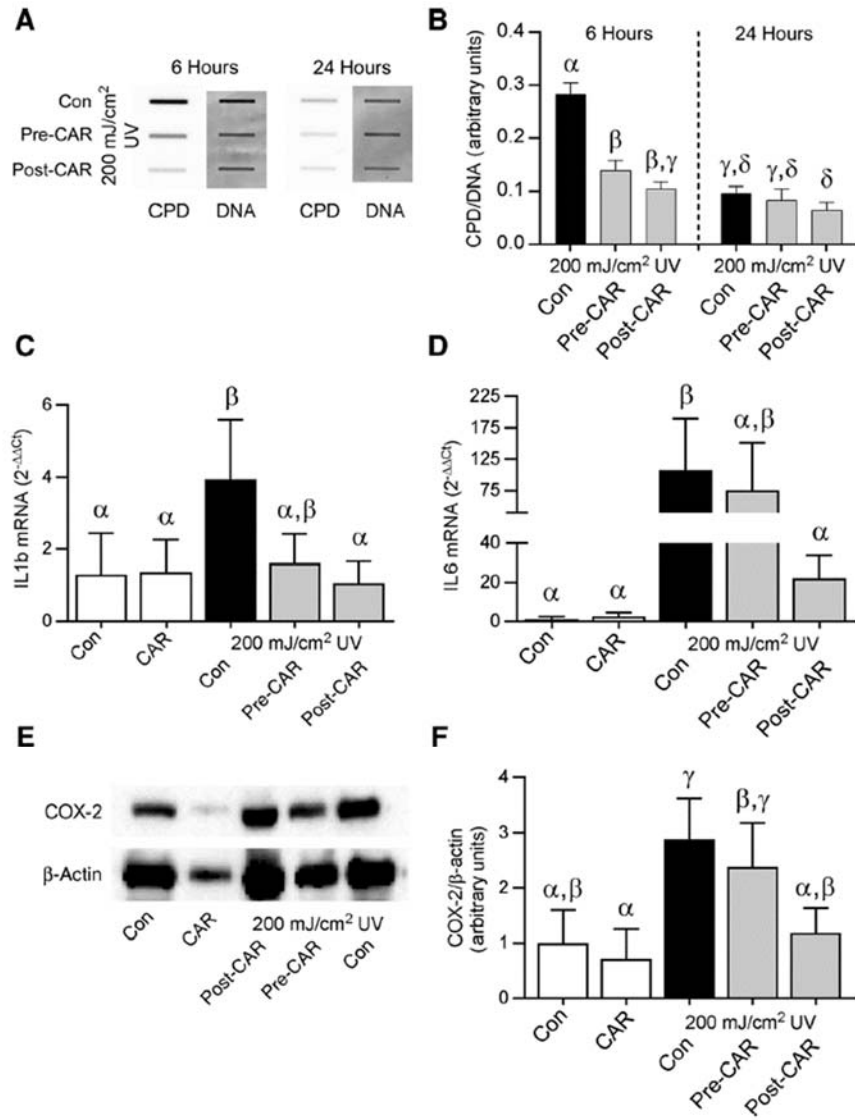 A
6 Hours
24 Hours
Con
Pre-CAR
Post-CAR
200 mJ/cm²
UV
CPD
DNA
CPD
DNA
B
6 Hours
24 Hours
CPD/DNA (arbitrary units)
0.4
0.3
0.2
0.1
0.0
α
β
β,γ
γ,δ
γ,δ
δ
200 mJ/cm² UV
200 mJ/cm² UV
Con
Pre-CAR
Post-CAR
Con
Pre-CAR
Post-CAR
C
IL1b mRNA (2-ΔΔCt)
6
4
2
0
α
α
β
α,β
α
200 mJ/cm² UV
Con
CAR
Con
Pre-CAR
Post-CAR
D
IL6 mRNA (2-ΔΔCt)
225
175
125
75
40
20
0
α
α
β
α,β
α
200 mJ/cm² UV
Con
CAR
Con
Pre-CAR
Post-CAR
E
COX-2
β-Actin
200 mJ/cm² UV
Con
CAR
Post-CAR
Pre-CAR
Con
F
COX-2/β-actin
(arbitrary units)
4
3
2
1
0
α,β
α
γ
β,γ
α,β
200 mJ/cm² UV
Con
CAR
Con
Pre-CAR
Post-CAR